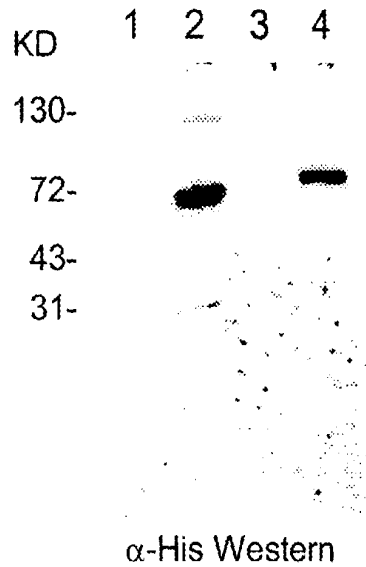 1 2 3 4
KD
130-
72-
43-
31-
α-His Western